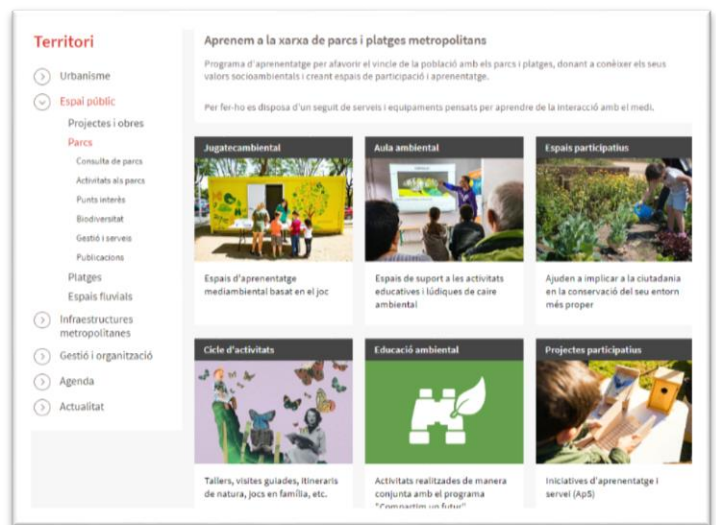 Territori
Urbanisme
Espai públic
Projectes i obres
Parcs
Consulta de parcs
Activitats als parcs
Punts interès
Biodiversitat
Gestió i serveis
Publicacions
Platges
Espais fluvials
Infraestructures
metropolitanes
Gestió i organització
Agenda
Actualitat
Aprenem a la xarxa de parcs i platges metropolitans
Programa d'aprenentatge per afavorir el vincle de la població amb els parcs i platges, donant a conèixer els seus
valors socioambientals i creant espais de participació i aprenentatge.
Per fer-ho es disposa d'un seguit de serveis i equipaments pensats per aprendre de la interacció amb el medi.
Jugatecambiental
Espais d'aprenentatge
mediambiental basat en el joc
Aula ambiental
Espais de suport a les activitats
educatives i lúdiques de caire
ambiental
Espais participatius
Ajuden a implicar a la ciutadania
en la conservació del seu entorn
més proper
Cicle d'activitats
Tallers, visites guiades, itineraris
de natura, jocs en família, etc.
Educació ambiental
Activitats realitzades de manera
conjunta amb el programa
"Compartim un futur"
Projectes participatius
Iniciatives d'aprenentatge i
servei (ApS)